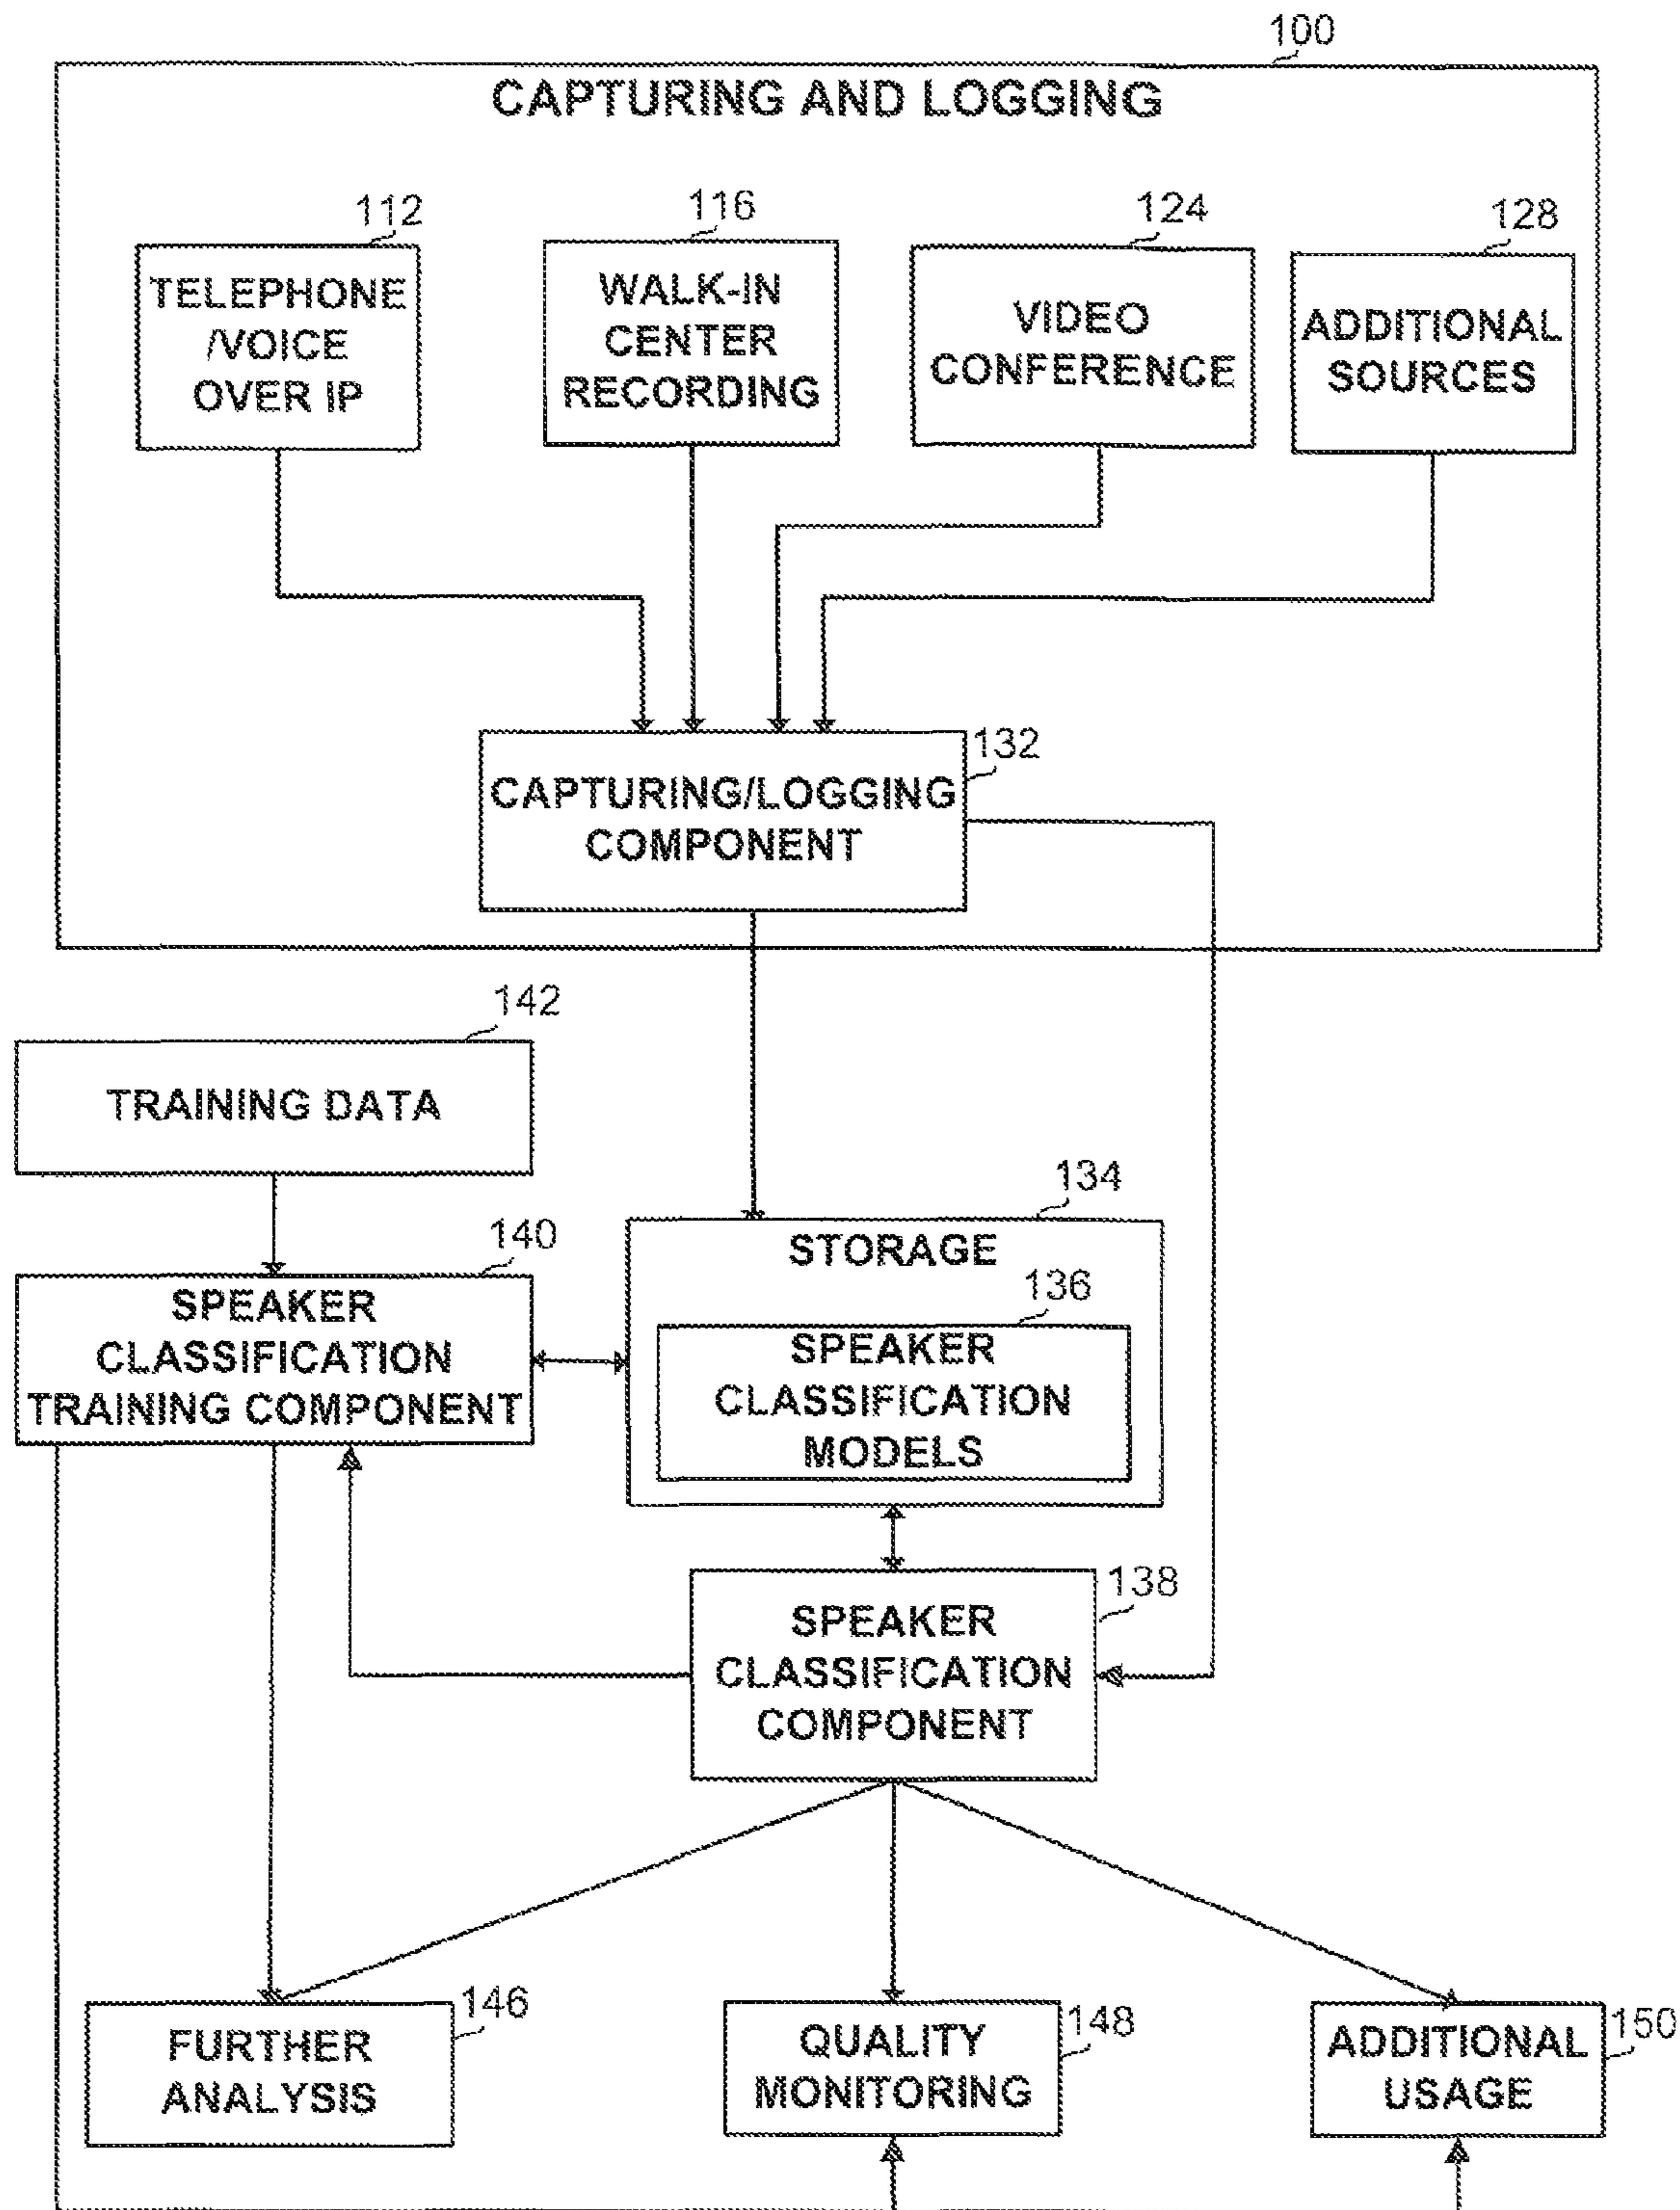 100
CAPTURING AND LOGGING
112
TELEPHONE
/VOICE
OVER IP
116
WALK-IN
CENTER
RECORDING
124
VIDEO
CONFERENCE
128
ADDITIONAL
SOURCES
132
CAPTURING/LOGGING
COMPONENT
142
TRAINING DATA
134
STORAGE
136
SPEAKER
CLASSIFICATION
MODELS
140
SPEAKER
CLASSIFICATION
TRAINING COMPONENT
138
SPEAKER
CLASSIFICATION
COMPONENT
146
FURTHER
ANALYSIS
148
QUALITY
MONITORING
150
ADDITIONAL
USAGE